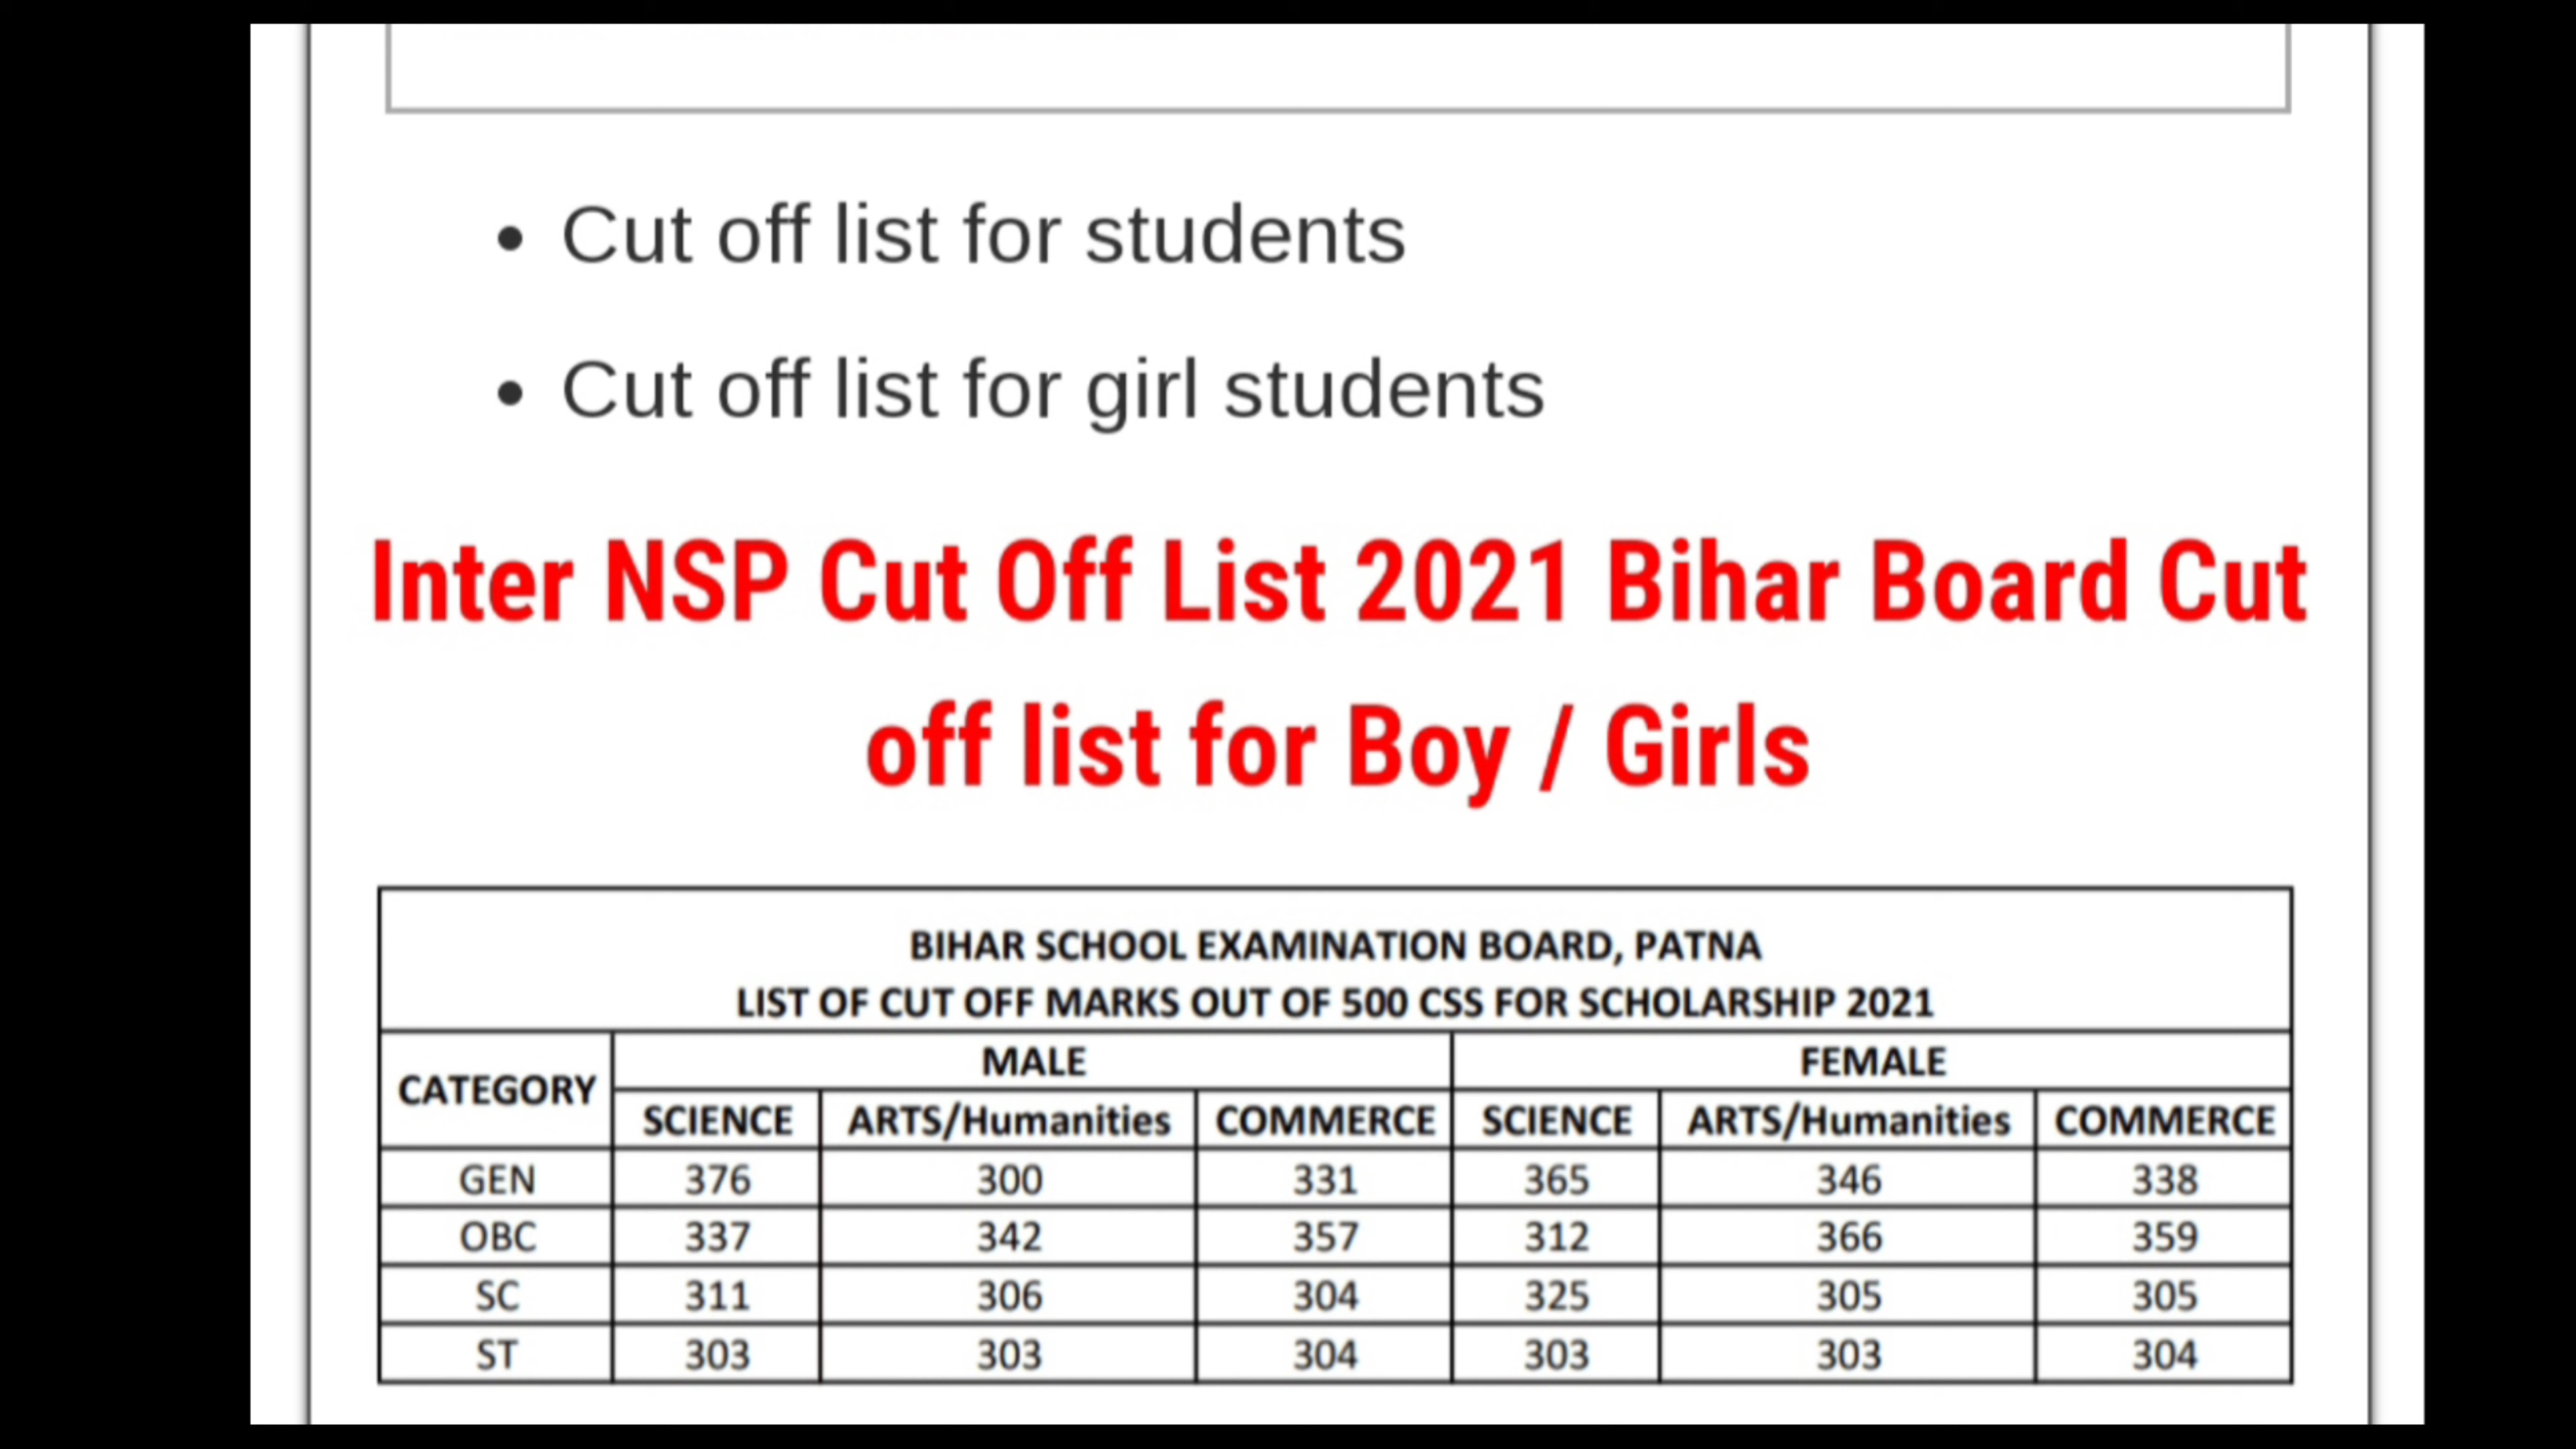 • Cut off list for students
• Cut off list for girl students
Inter NSP Cut Off List 2021 Bihar Board Cut
off list for Boy / Girls
BIHAR SCHOOL EXAMINATION BOARD, PATNA
LIST OF CUT OFF MARKS OUT OF 500 CSS FOR SCHOLARSHIP 2021
CATEGORY MALE FEMALE
SCIENCE ARTS/Humanities COMMERCE SCIENCE ARTS/Humanities COMMERCE
GEN 376 300 331 365 346 338
OBC 337 342 357 312 366 359
SC 311 306 304 325 305 305
ST 303 303 304 303 303 304